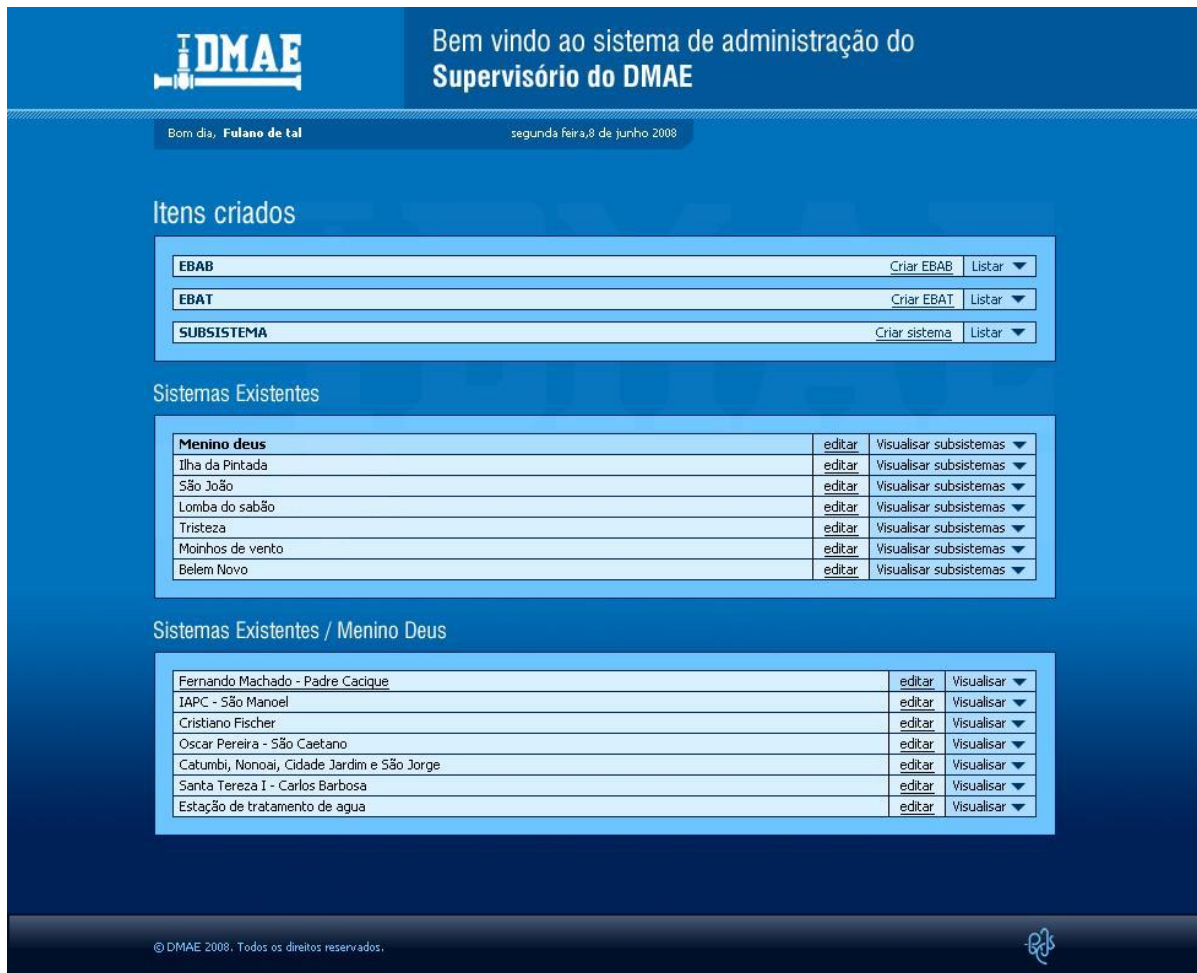 DMAE
Bem vindo ao sistema de administração do
Supervisório do DMAE
Bom dia, Fulano de tal segunda feira,8 de junho 2008
Itens criados
EBAB Criar EBAB Listar
EBAT Criar EBAT Listar
SUBSISTEMA Criar sistema Listar
Sistemas Existentes
Menino deus editar Visualisar subsistemas
Ilha da Pintada editar Visualisar subsistemas
São João editar Visualisar subsistemas
Lomba do sabão editar Visualisar subsistemas
Tristeza editar Visualisar subsistemas
Moinhos de vento editar Visualisar subsistemas
Belem Novo editar Visualisar subsistemas
Sistemas Existentes / Menino Deus
Fernando Machado - Padre Cacique editar Visualisar
IAPC - São Manoel editar Visualisar
Cristiano Fischer editar Visualisar
Oscar Pereira - São Caetano editar Visualisar
Catumbi, Nonoai, Cidade Jardim e São Jorge editar Visualisar
Santa Tereza I - Carlos Barbosa editar Visualisar
Estação de tratamento de agua editar Visualisar
© DMAE 2008. Todos os direitos reservados.